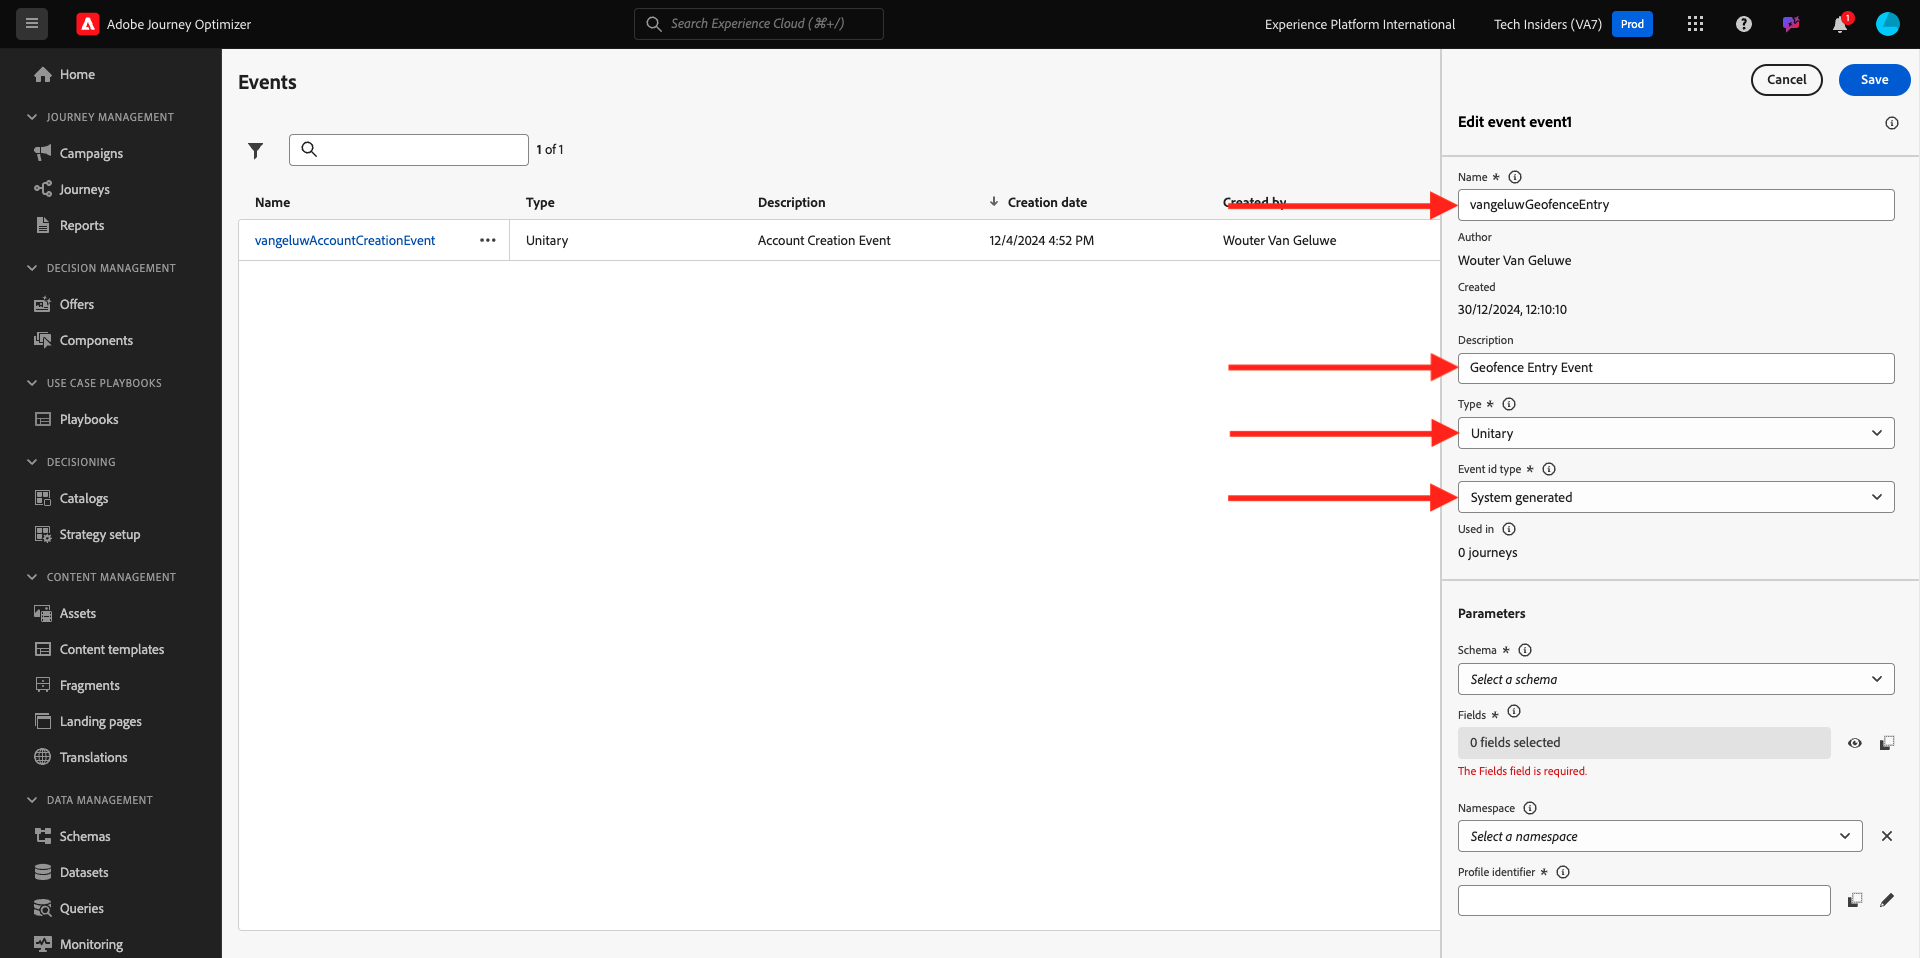 Adobe Journey Optimizer
Search Experience Cloud (⌘+/)
Experience Platform International
Tech Insiders (VA7)
Prod
1
Home
JOURNEY MANAGEMENT
Campaigns
Journeys
Reports
DECISION MANAGEMENT
Offers
Components
USE CASE PLAYBOOKS
Playbooks
DECISIONING
Catalogs
Strategy setup
CONTENT MANAGEMENT
Assets
Content templates
Fragments
Landing pages
Translations
DATA MANAGEMENT
Schemas
Datasets
Queries
Monitoring
Events
1 of 1
Name Type Description Creation date Created by
vangeluwAccountCreationEvent Unitary Account Creation Event 12/4/2024 4:52 PM Wouter Van Geluwe
Cancel
Save
Edit event event1
Name *
vangeluwGeofenceEntry
Author
Wouter Van Geluwe
Created
30/12/2024, 12:10:10
Description
Geofence Entry Event
Type *
Unitary
Event id type *
System generated
Used in
0 journeys
Parameters
Schema *
Select a schema
Fields *
0 fields selected
The Fields field is required.
Namespace
Select a namespace
Profile identifier *